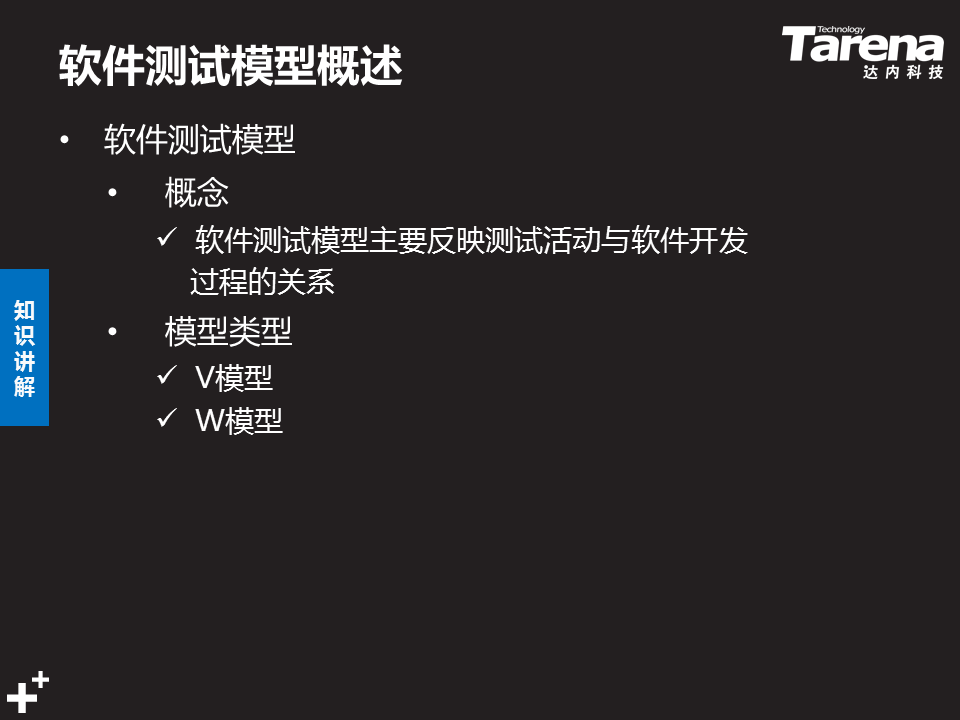 软件测试模型概述
Technology
Tarena
达内科技
• 软件测试模型
• 概念
✓ 软件测试模型主要反映测试活动与软件开发
过程的关系
• 模型类型
✓ V模型
✓ W模型
知识讲解